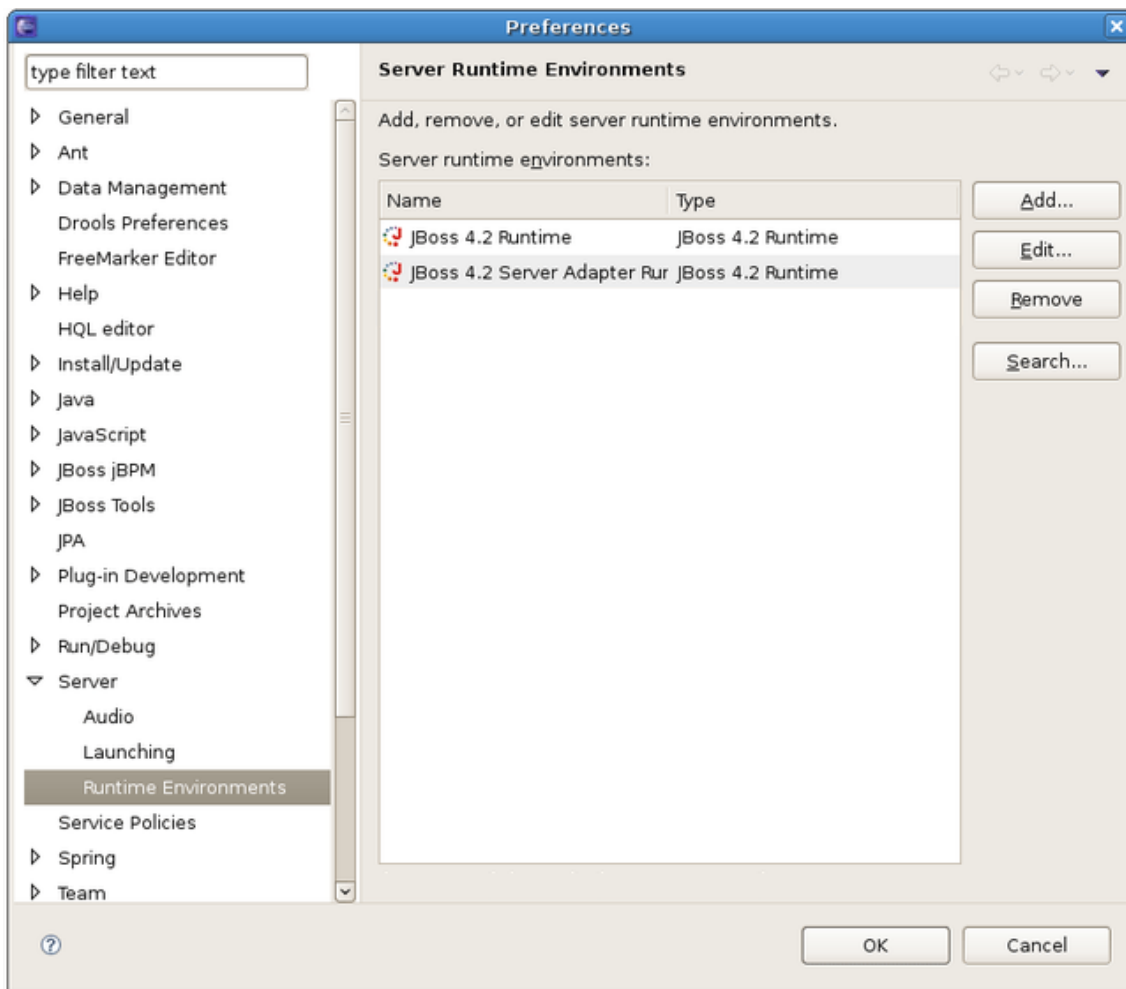 Preferences
type filter text
General
Ant
Data Management
Drools Preferences
FreeMarker Editor
Help
HQL editor
Install/Update
Java
JavaScript
JBoss jBPM
JBoss Tools
JPA
Plug-in Development
Project Archives
Run/Debug
Server
Audio
Launching
Runtime Environments
Service Policies
Spring
Team
Server Runtime Environments
Add, remove, or edit server runtime environments.
Server runtime environments:
Name Type
JBoss 4.2 Runtime JBoss 4.2 Runtime
JBoss 4.2 Server Adapter Rur JBoss 4.2 Runtime
Add...
Edit...
Remove
Search...
OK Cancel